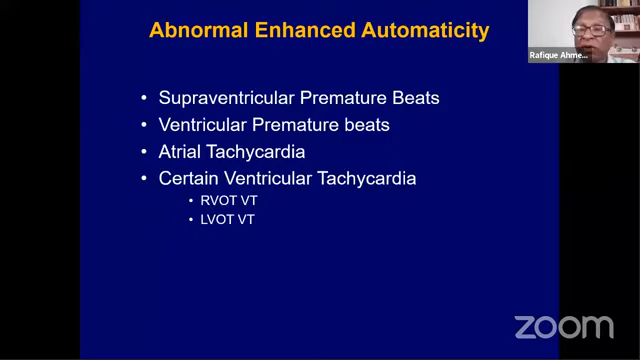 Abnormal Enhanced Automaticity
Rafique Ahme...
• Supraventricular Premature Beats
• Ventricular Premature beats
• Atrial Tachycardia
• Certain Ventricular Tachycardia
• RVOT VT
• LVOT VT
zoom